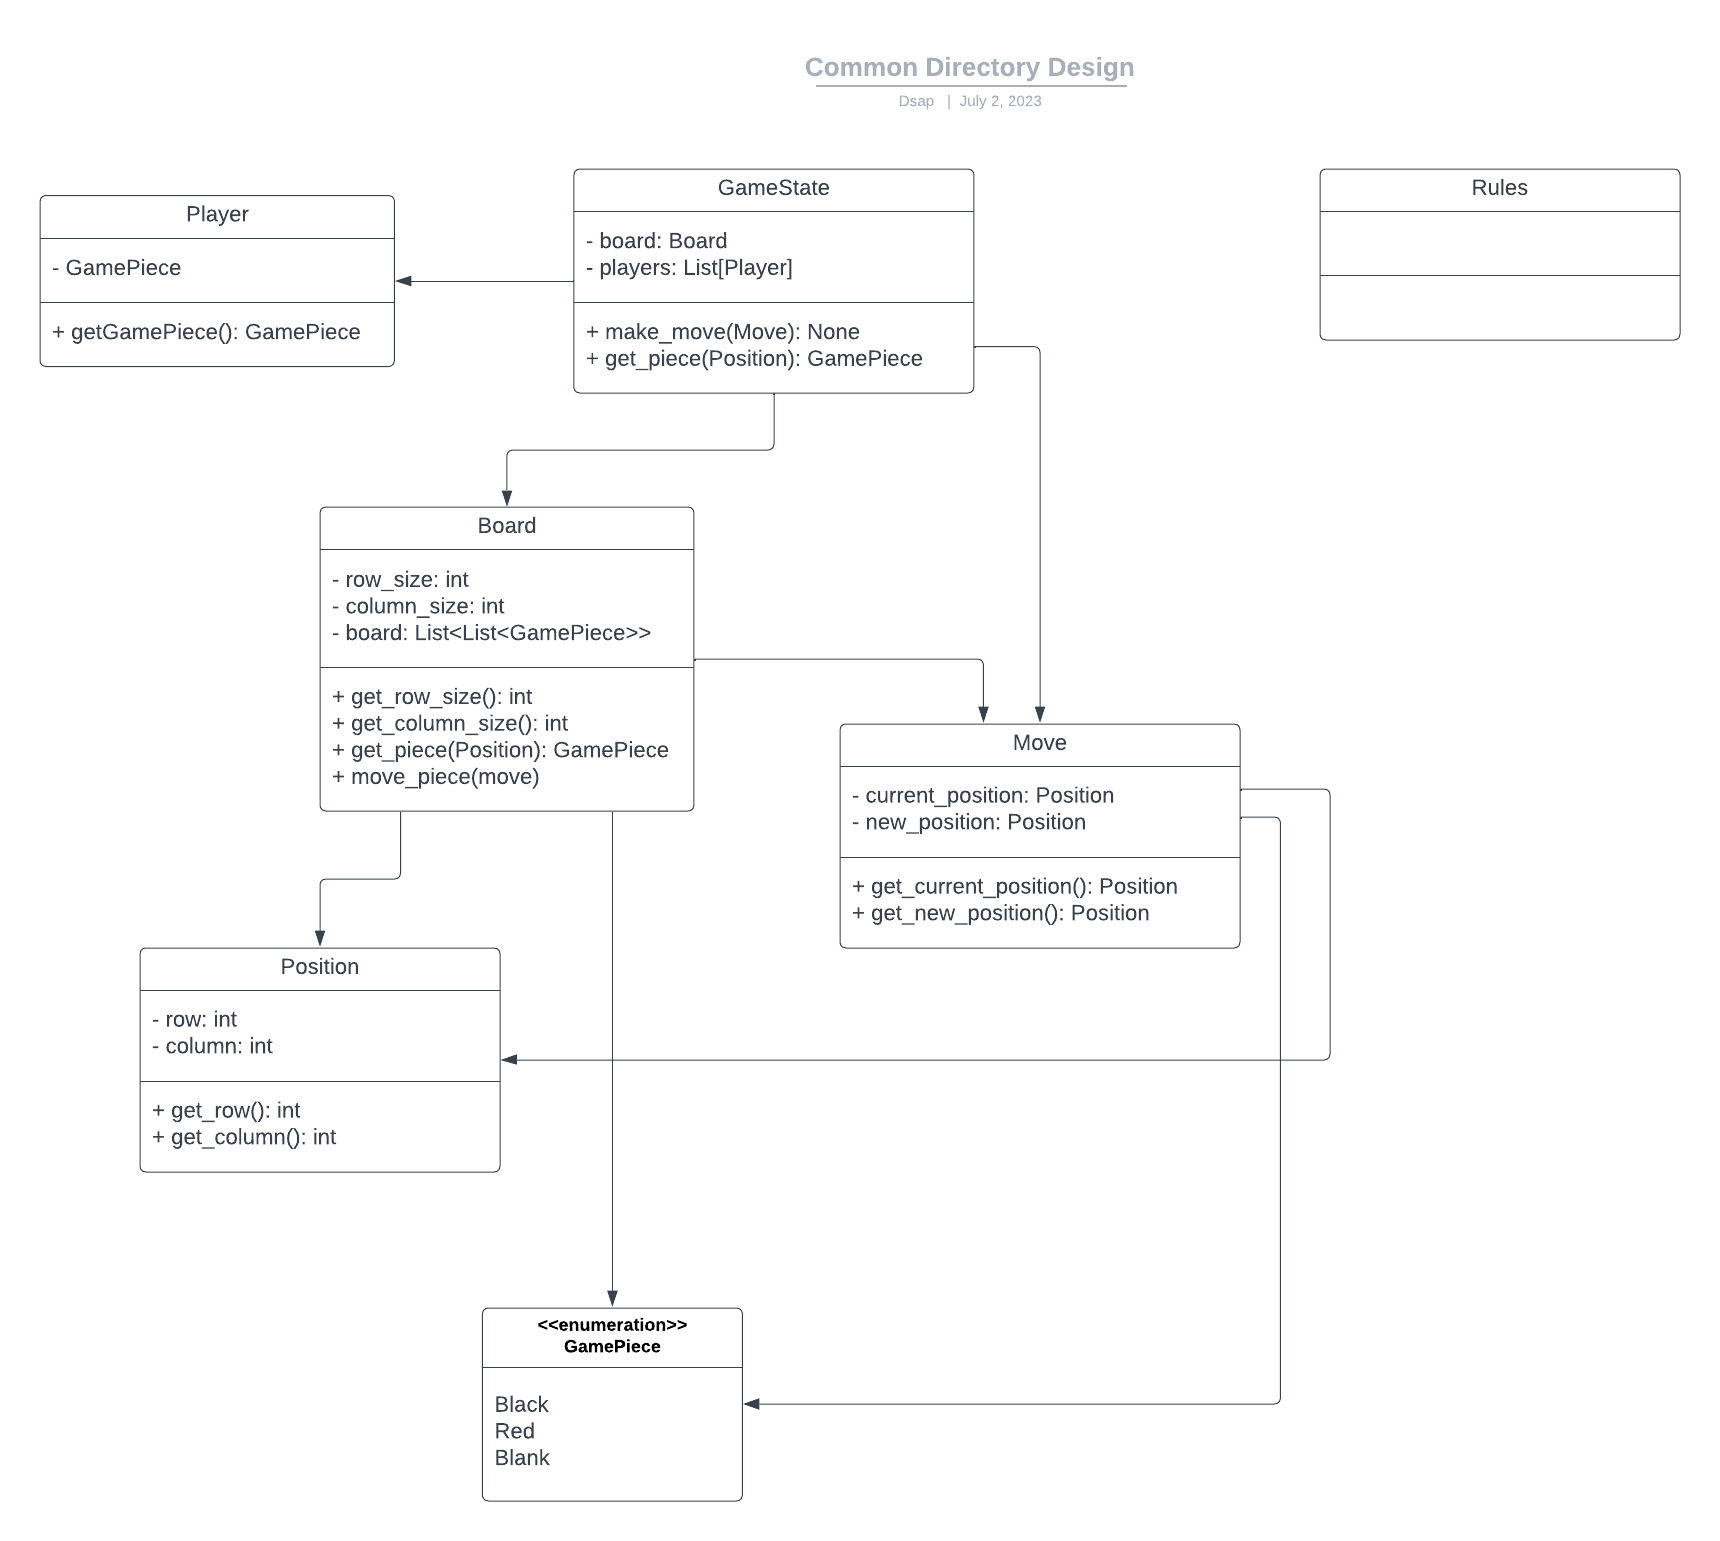 Common Directory Design
Dsap | July 2, 2023
Player
- GamePiece
+ getGamePiece(): GamePiece
GameState
- board: Board
- players: List[Player]
+ make_move(Move): None
+ get_piece(Position): GamePiece
Rules
Board
- row_size: int
- column_size: int
- board: List<List<GamePiece>>
+ get_row_size(): int
+ get_column_size(): int
+ get_piece(Position): GamePiece
+ move_piece(move)
Move
- current_position: Position
- new_position: Position
+ get_current_position(): Position
+ get_new_position(): Position
Position
- row: int
- column: int
+ get_row(): int
+ get_column(): int
<<enumeration>>
GamePiece
Black
Red
Blank